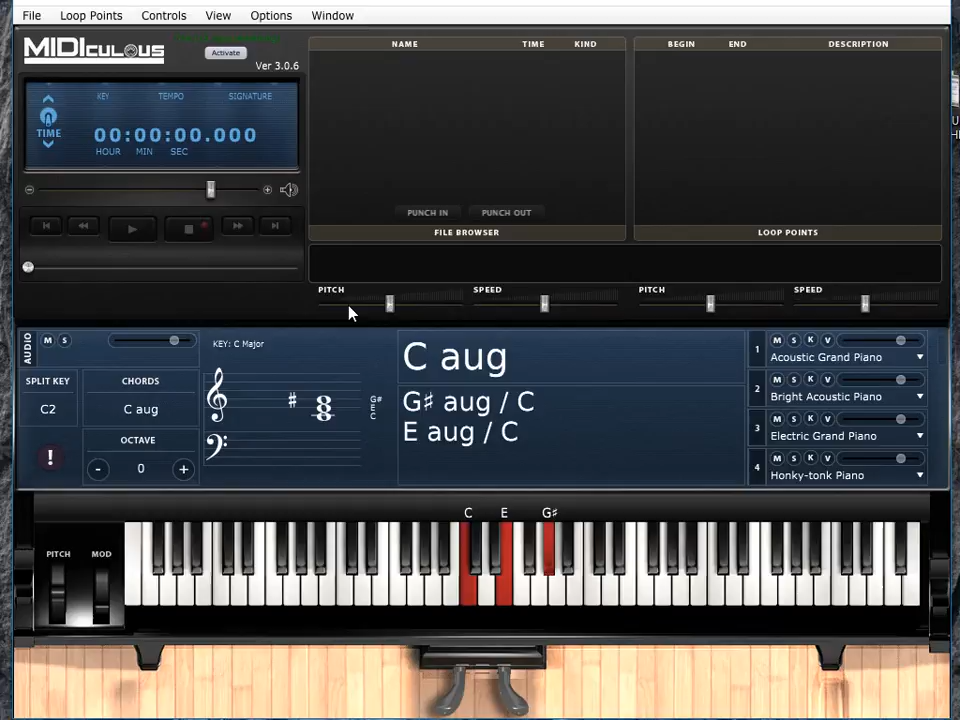 File Loop Points Controls View Options Window
MIDIculous
Activate
Ver 3.0.6
KEY TEMPO SIGNATURE
TIME 00:00:00.000
HOUR MIN SEC
NAME TIME KIND
PUNCH IN PUNCH OUT
FILE BROWSER
BEGIN END DESCRIPTION
LOOP POINTS
PITCH SPEED PITCH SPEED
AUDIO M S
SPLIT KEY
C2
!
CHORDS
C aug
OCTAVE
- 0 +
KEY: C Major
♯
G♯
E
C
C aug
G♯ aug / C
E aug / C
1 M S K V
Acoustic Grand Piano
2 M S K V
Bright Acoustic Piano
3 M S K V
Electric Grand Piano
4 M S K V
Honky-tonk Piano
C E G♯
PITCH MOD